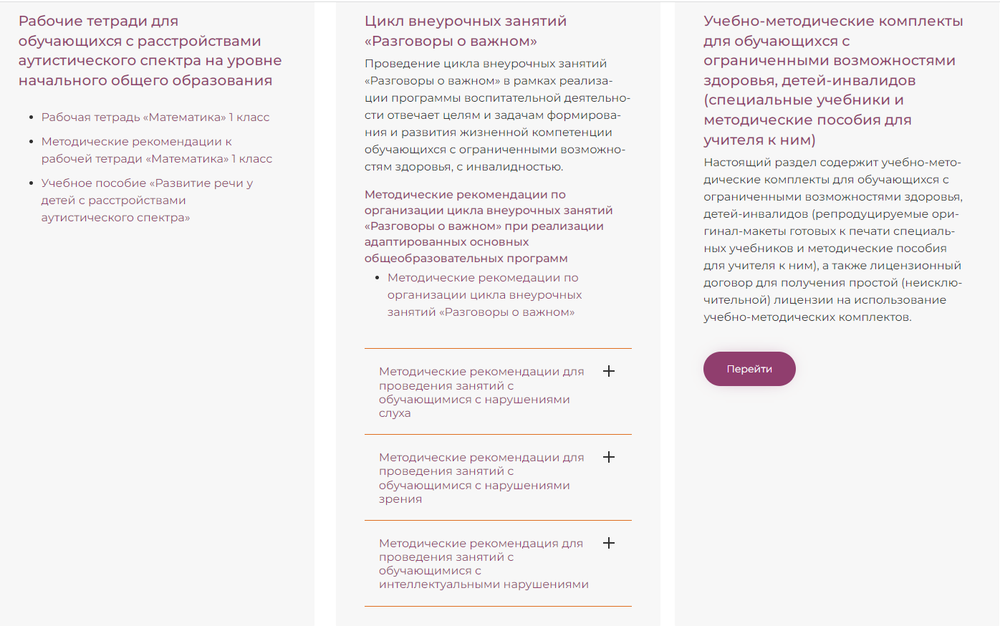 Рабочие тетради для
обучающихся с расстройствами
аутистического спектра на уровне
начального общего образования
Рабочая тетрадь «Математика» 1 класс
Методические рекомендации к
рабочей тетради «Математика» 1 класс
Учебное пособие «Развитие речи у
детей с расстройствами
аутистического спектра»
Цикл внеурочных занятий
«Разговоры о важном»
Проведение цикла внеурочных занятий
«Разговоры о важном» в рамках реализа-
ции программы воспитательной деятельно-
сти отвечает целям и задачам формирова-
ния и развития жизненной компетенции
обучающихся с ограниченными возможно-
стям здоровья, с инвалидностью.
Методические рекомендации по
организации цикла внеурочных занятий
«Разговоры о важном» при реализации
адаптированных основных
общеобразовательных программ
Методические рекомедации по
организации цикла внеурочных
занятий «Разговоры о важном»
Методические рекомендации для
проведения занятий с
обучающимися с нарушениями
слуха
Методические рекомендации для
проведения занятий с
обучающимися с нарушениями
зрения
Методические рекомендация для
проведения занятий с
обучающимися с
интеллектуальными нарушениями
Учебно-методические комплекты
для обучающихся с
ограниченными возможностями
здоровья, детей-инвалидов
(специальные учебники и
методические пособия для
учителя к ним)
Настоящий раздел содержит учебно-мето-
дические комплекты для обучающихся с
ограниченными возможностями здоровья,
детей-инвалидов (репродуцируемые ори-
гинал-макеты готовых к печати специаль-
ных учебников и методические пособия
для учителя к ним), а также лицензионный
договор для получения простой (неисклю-
чительной) лицензии на использование
учебно-методических комплектов.
Перейти